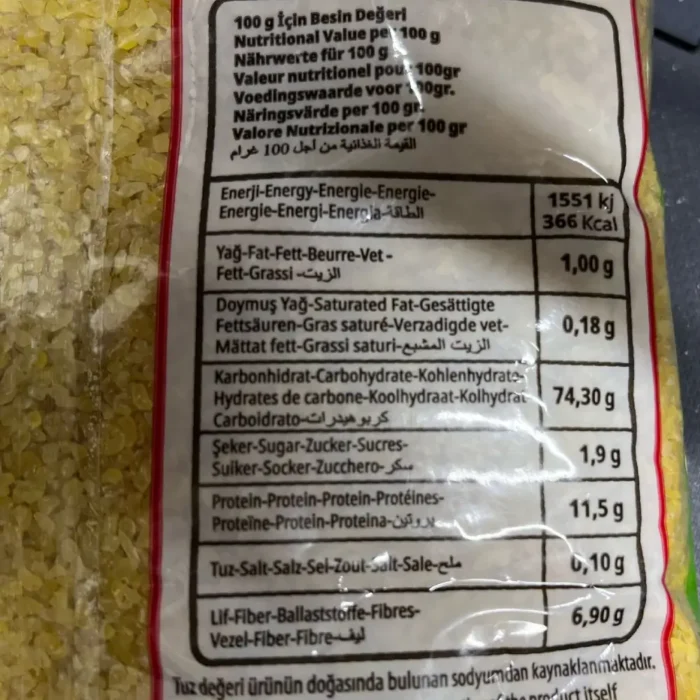 100 g İçin Besin Değeri
Nutritional Value per 100 g
Nährwerte für 100 g
Valeur nutritionel pour 100gr
Voedingswaarde voor 100gr.
Näringsvärde per 100 gr.
Valore Nutrizionale per 100 gr
القيمة الغذائية من أجل 100 غرام
Enerji-Energy-Energie-Energie-
Energie-Energi-Energia-الطاقة
1551 kj
366 Kcal
Yağ-Fat-Fett-Beurre-Vet-
Fett-Grassi-الزيت
1,00 g
Doymuş Yağ-Saturated Fat-Gesättigte
Fettsäuren-Gras saturé-Verzadigde vet-
Mättat fett-Grassi saturi-الزيت المشبع
0,18 g
Karbonhidrat-Carbohydrate-Kohlenhydrate-
Hydrates de carbone-Koolhydraat-Kolhydrat
Carboidrato-كربوهيدرات
74,30 g
Şeker-Sugar-Zucker-Sucres-
Suiker-Socker-Zucchero-سكر
1,9 g
Protein-Protein-Protein-Protéines-
Proteïne-Protein-Proteina-بروتين
11,5 g
Tuz-Salt-Salz-Sel-Zout-Salt-Sale-ملح
0,10 g
Lif-Fiber-Ballaststoffe-Fibres-
Vezel-Fiber-Fibre-ليف
6,90 g
Tuz değeri ürünün doğasında bulunan sodyumdan kaynaklanmaktadır.
the product itself